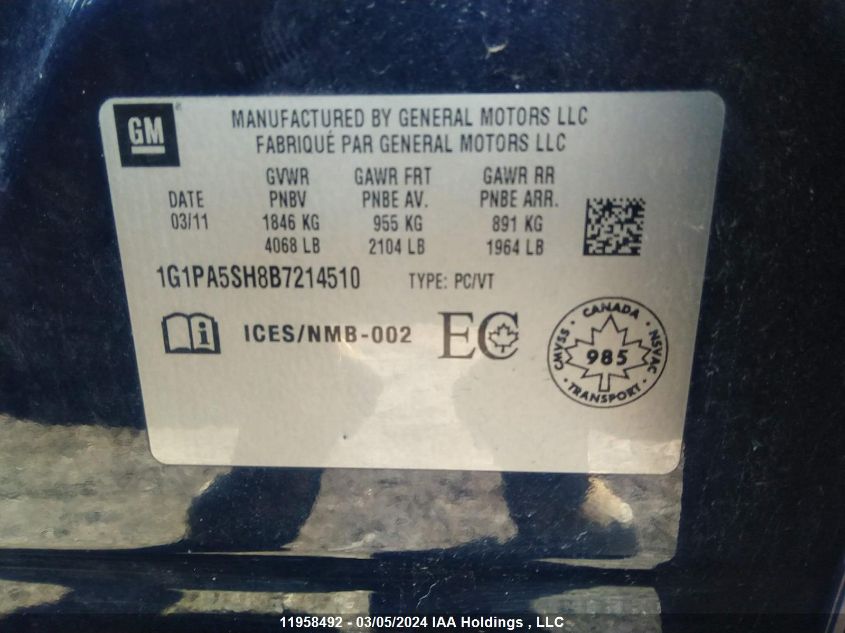 GM
MANUFACTURED BY GENERAL MOTORS LLC
FABRIQUÉ PAR GENERAL MOTORS LLC
GVWR GAWR FRT GAWR RR
DATE PNBV PNBE AV. PNBE ARR.
03/11 1846 KG 955 KG 891 KG
4068 LB 2104 LB 1964 LB
1G1PA5SH8B7214510 TYPE: PC/VT
i ICES/NMB-002 EC
CANADA
CMVSS 985 NSVAC
TRANSPORT
11958492 - 03/05/2024 IAA Holdings , LLC